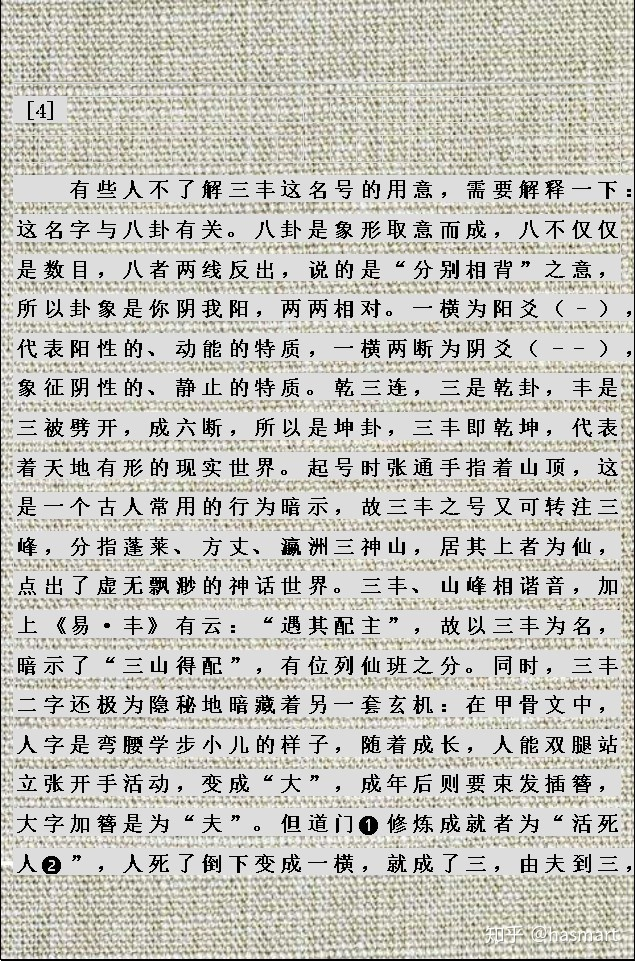 [4]
有些人不了解三丰这名号的用意，需要解释一下：
这名字与八卦有关。八卦是象形取意而成，八不仅仅
是数目，八者两线反出，说的是“分别相背”之意，
所以卦象是你阴我阳，两两相对。一横为阳爻（-），
代表阳性的、动能的特质，一横两断为阴爻（--），
象征阴性的、静止的特质。乾三连，三是乾卦，丰是
三被劈开，成六断，所以是坤卦，三丰即乾坤，代表
着天地有形的现实世界。起号时张通手指着山顶，这
是一个古人常用的行为暗示，故三丰之号又可转注三
峰，分指蓬莱、方丈、瀛洲三神山，居其上者为仙，
点出了虚无飘渺的神话世界。三丰、山峰相谐音，加
上《易·丰》有云：“遇其配主”，故以三丰为名，
暗示了“三山得配”，有位列仙班之分。同时，三丰
二字还极为隐秘地暗藏着另一套玄机：在甲骨文中，
人字是弯腰学步小儿的样子，随着成长，人能双腿站
立张开手活动，变成“大”，成年后则要束发插簪，
大字加簪是为“夫”。但道门❶修炼成就者为“活死
人❷”，人死了倒下变成一横，就成了三，由夫到三，
知乎 @hasmart